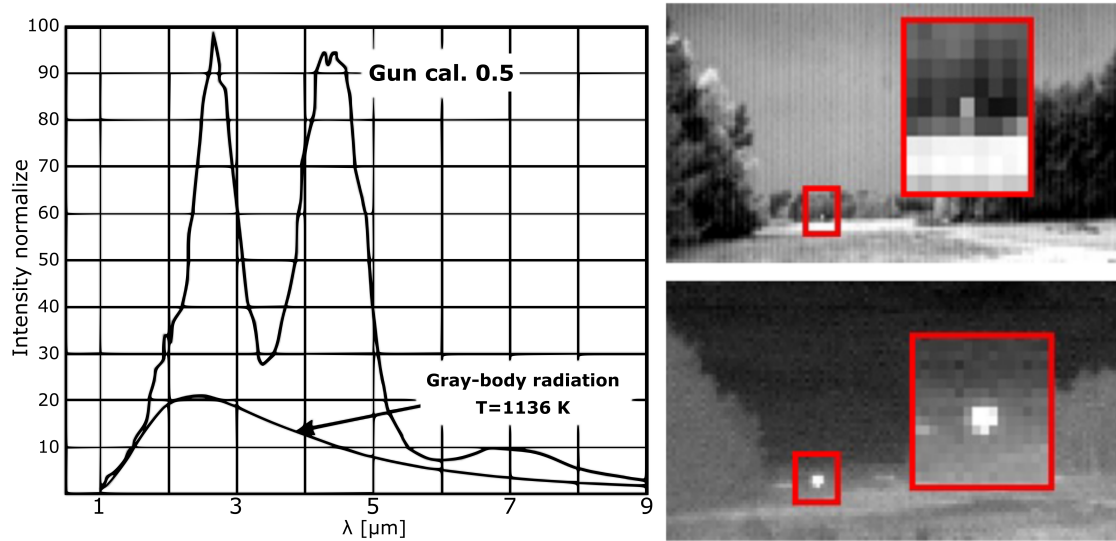 Intensity normalize
100
90
80
70
60
50
40
30
20
10
Gun cal. 0.5
Gray-body radiation
T=1136 K
1 3 5 7 9
λ [µm]